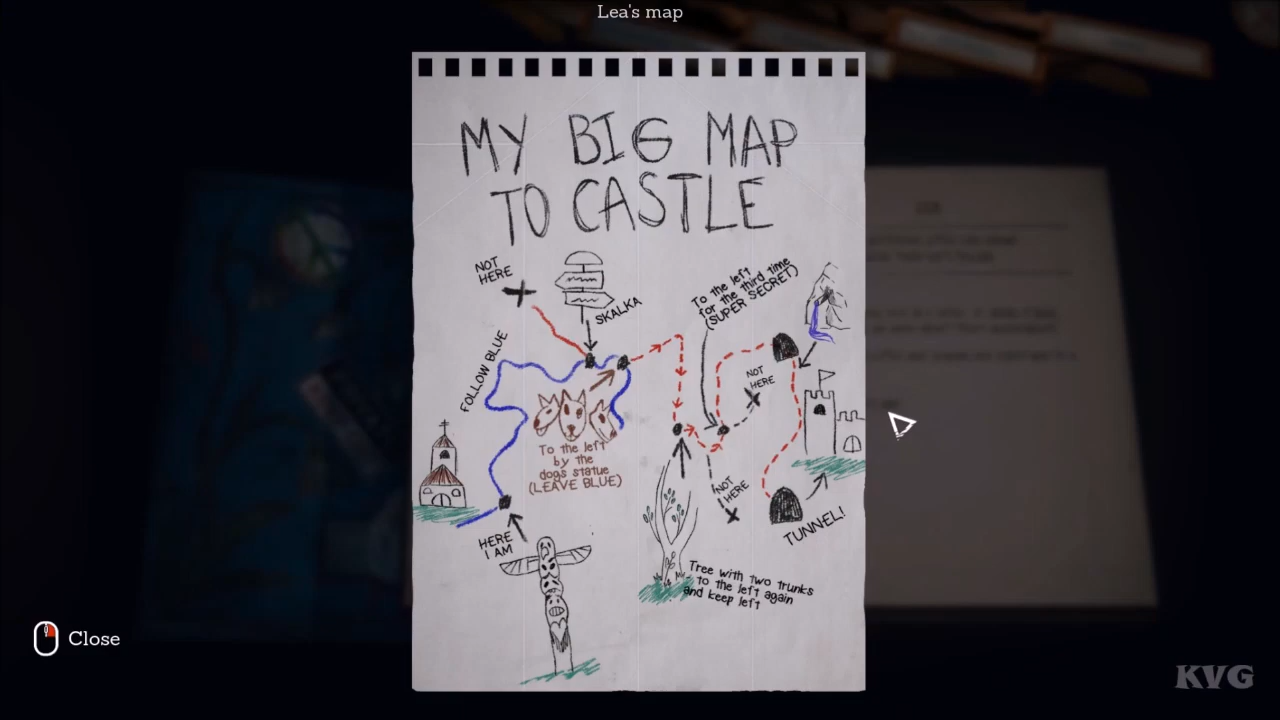 Lea's map
MY BIG MAP
TO CASTLE
NOT
HERE
SKALKA
FOLLOW BLUE
To the left
for the third time
(SUPER SECRET)
NOT
HERE
To the left
by the
dogs statue
(LEAVE BLUE)
NOT
HERE
HERE
I AM
TUNNEL!
Tree with two trunks
to the left again
and keep left
Close
KVG